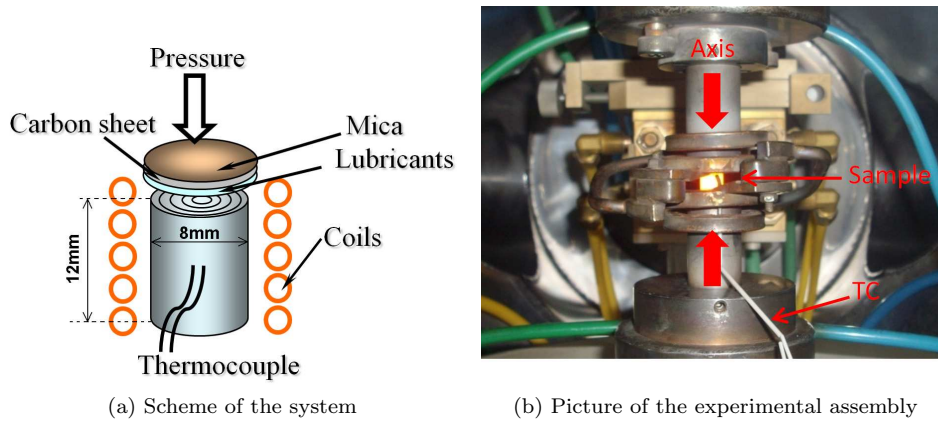 Pressure
Carbon sheet
Mica
Lubricants
12mm
8mm
Coils
Thermocouple
(a) Scheme of the system
Axis
Sample
TC
(b) Picture of the experimental assembly